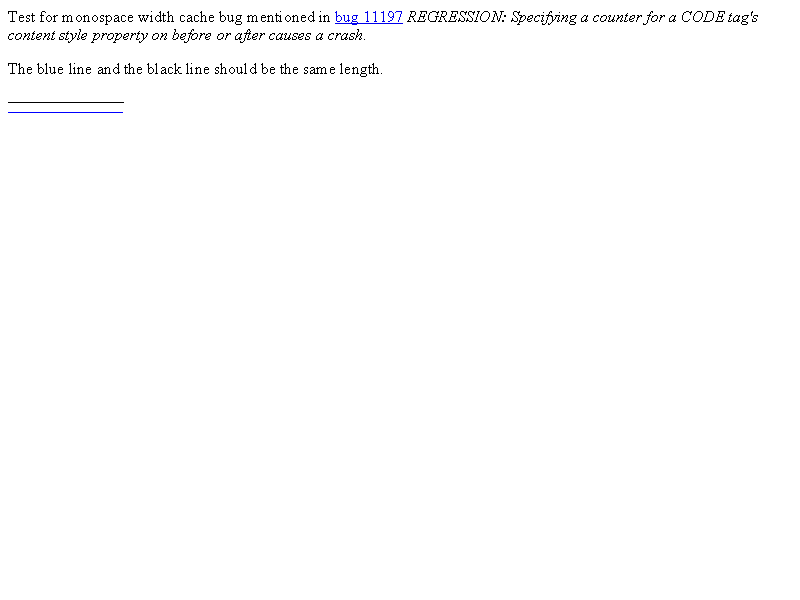 Test for monospace width cache bug mentioned in bug 11197 REGRESSION: Specifying a counter for a CODE tag's
content style property on before or after causes a crash.
The blue line and the black line should be the same length.